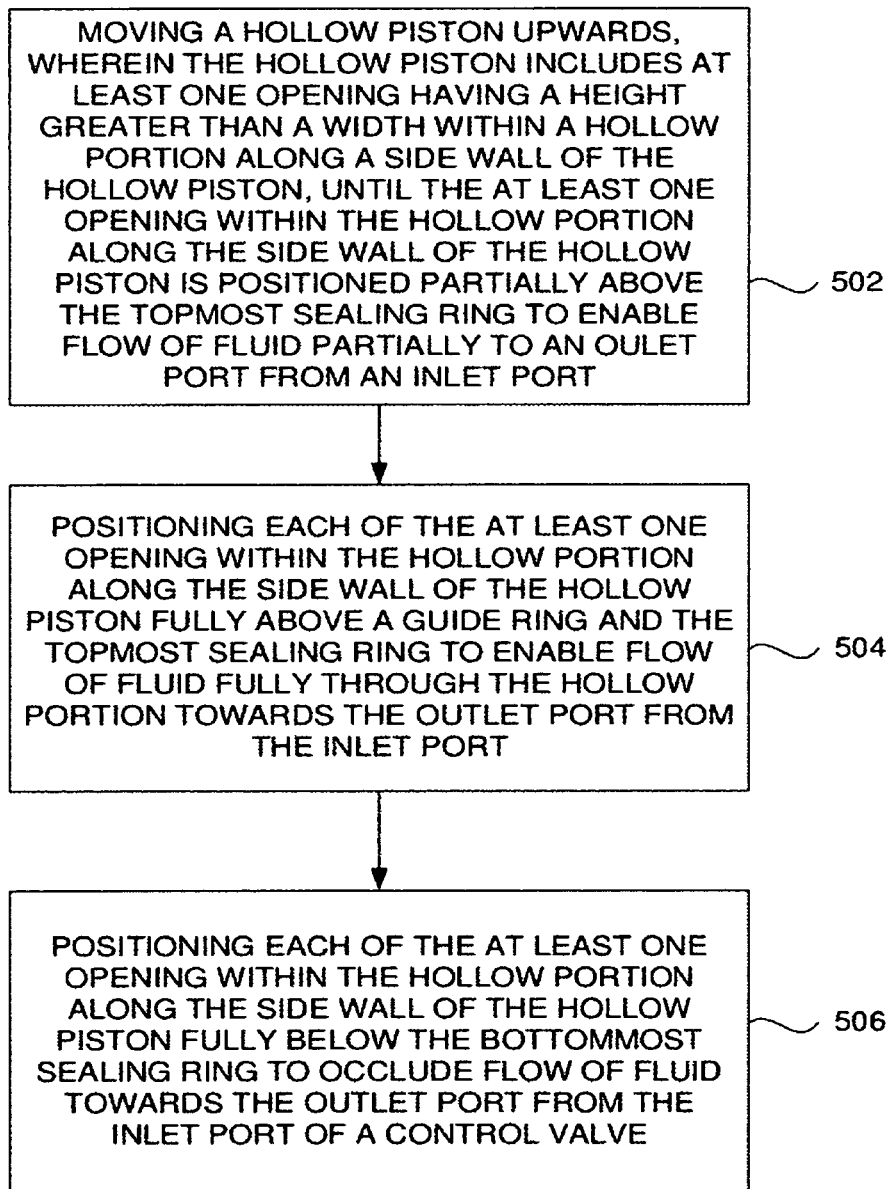 MOVING A HOLLOW PISTON UPWARDS,
WHEREIN THE HOLLOW PISTON INCLUDES AT
LEAST ONE OPENING HAVING A HEIGHT
GREATER THAN A WIDTH WITHIN A HOLLOW
PORTION ALONG A SIDE WALL OF THE
HOLLOW PISTON, UNTIL THE AT LEAST ONE
OPENING WITHIN THE HOLLOW PORTION
ALONG THE SIDE WALL OF THE HOLLOW
PISTON IS POSITIONED PARTIALLY ABOVE
THE TOPMOST SEALING RING TO ENABLE
FLOW OF FLUID PARTIALLY TO AN OULET
PORT FROM AN INLET PORT
502
POSITIONING EACH OF THE AT LEAST ONE
OPENING WITHIN THE HOLLOW PORTION
ALONG THE SIDE WALL OF THE HOLLOW
PISTON FULLY ABOVE A GUIDE RING AND THE
TOPMOST SEALING RING TO ENABLE FLOW
OF FLUID FULLY THROUGH THE HOLLOW
PORTION TOWARDS THE OUTLET PORT FROM
THE INLET PORT
504
POSITIONING EACH OF THE AT LEAST ONE
OPENING WITHIN THE HOLLOW PORTION
ALONG THE SIDE WALL OF THE HOLLOW
PISTON FULLY BELOW THE BOTTOMMOST
SEALING RING TO OCCLUDE FLOW OF FLUID
TOWARDS THE OUTLET PORT FROM THE
INLET PORT OF A CONTROL VALVE
506